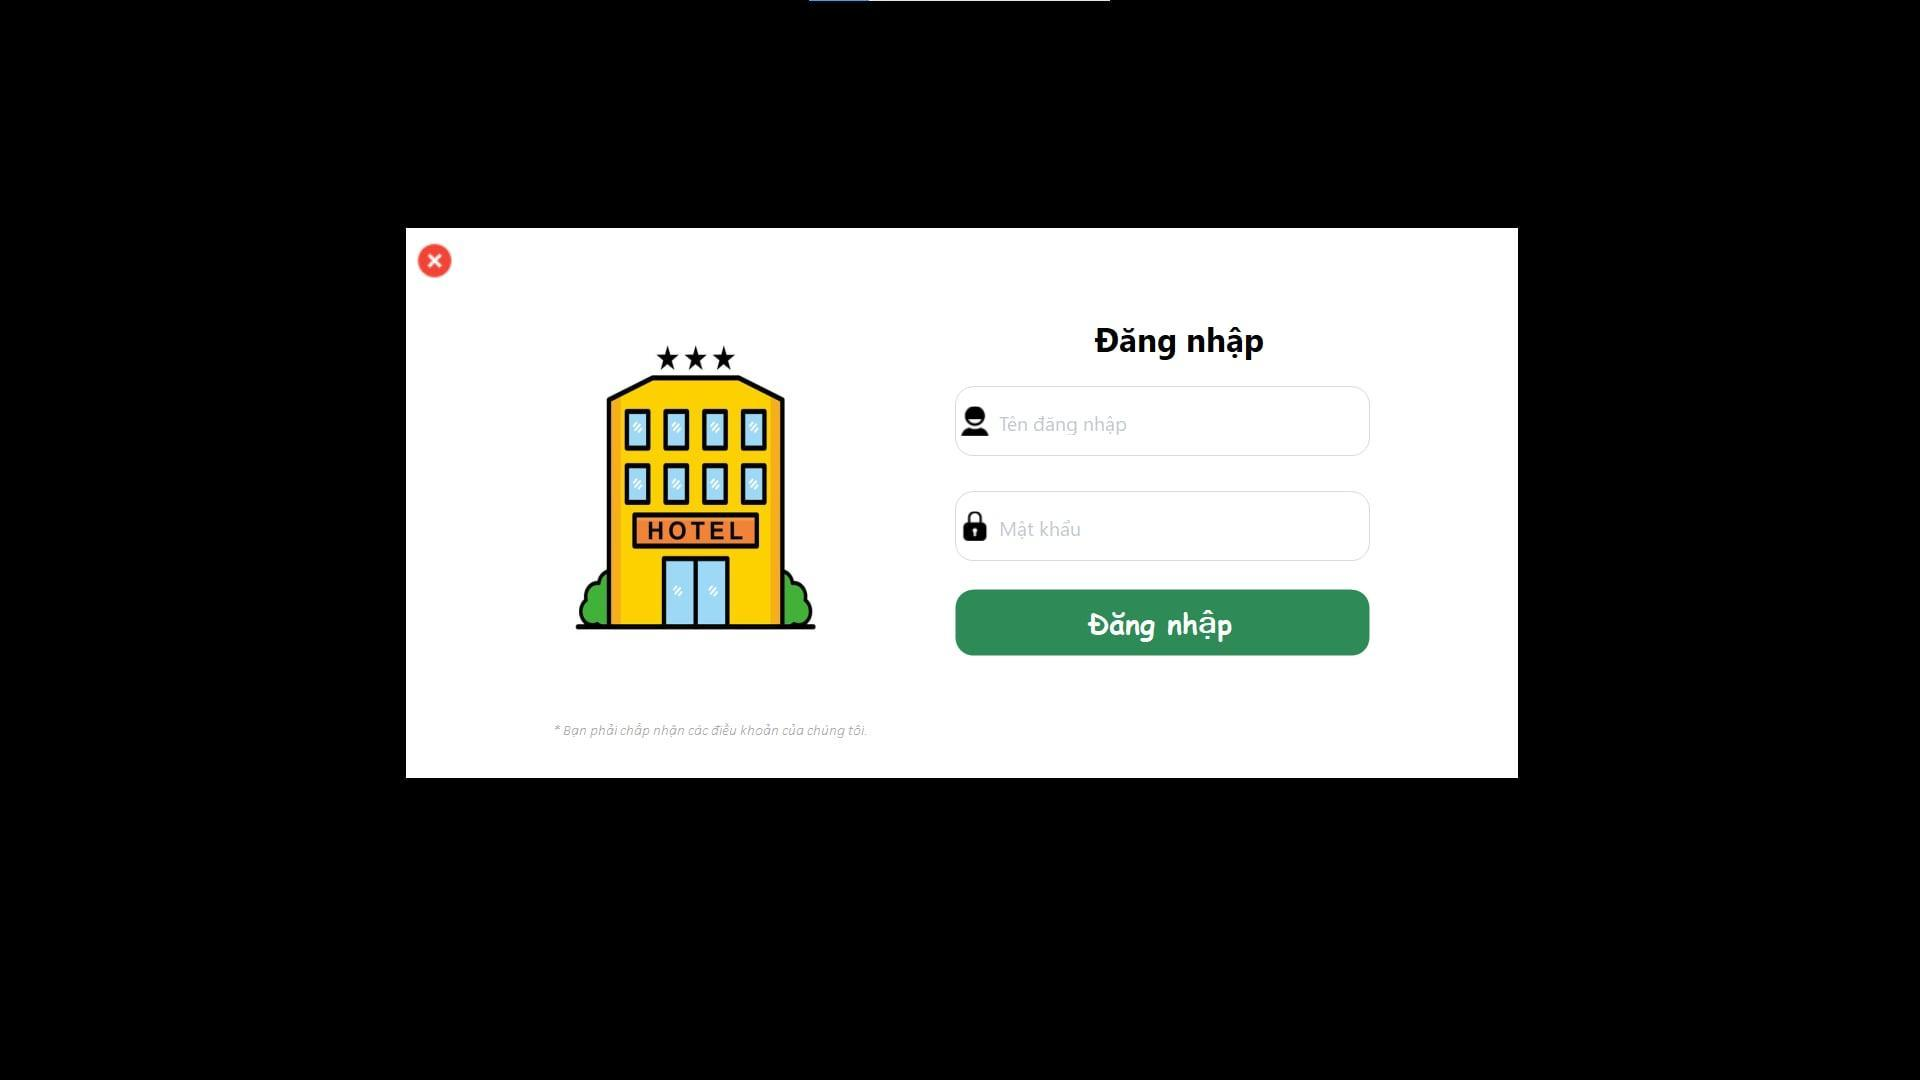 Đăng nhập
Tên đăng nhập
HOTEL
Mật khẩu
Đăng nhập
* Bạn phải chấp nhận các điều khoản của chúng tôi.